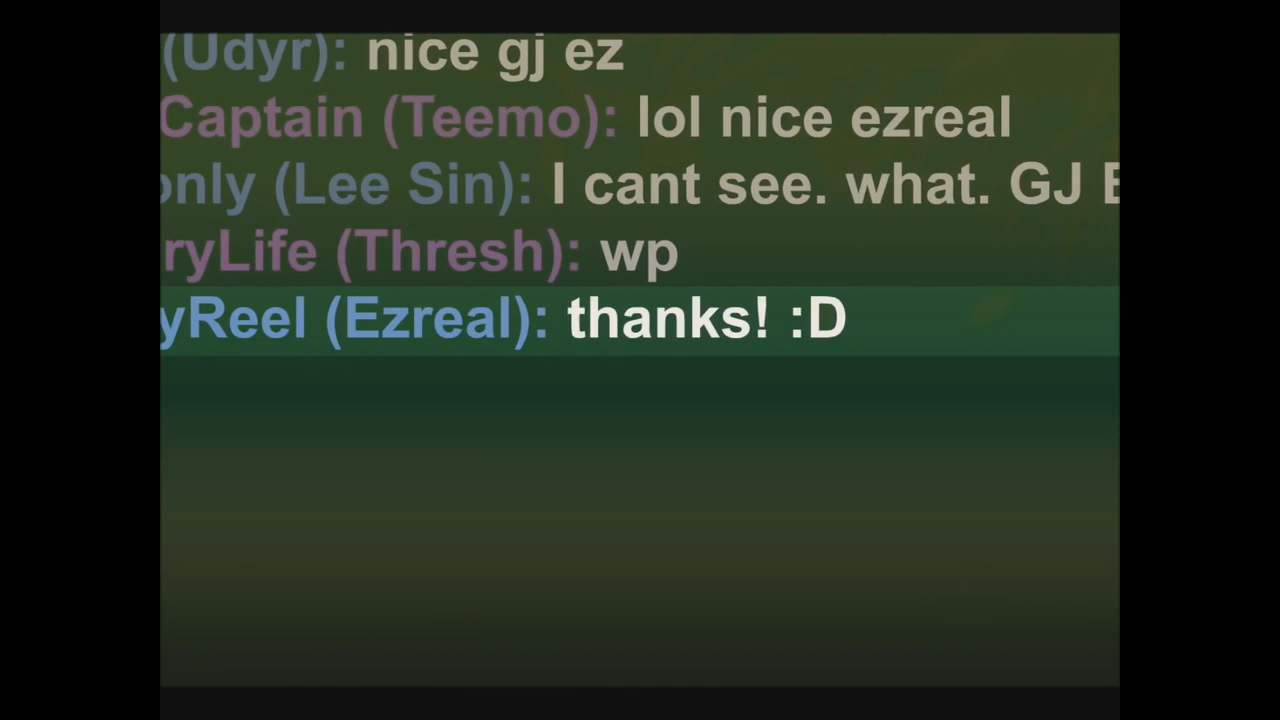 (Udyr): nice gj ez
Captain (Teemo): lol nice ezreal
only (Lee Sin): I cant see. what. GJ E
ryLife (Thresh): wp
yReel (Ezreal): thanks! :D